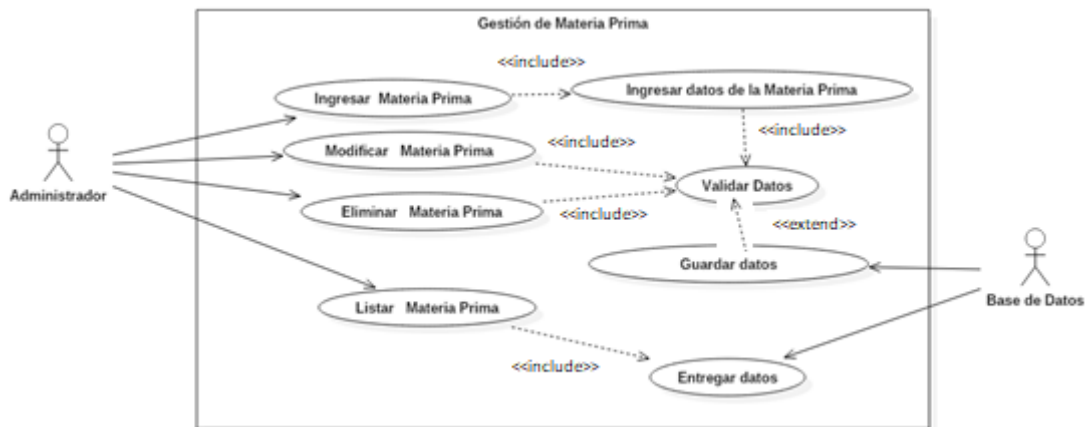 Gestión de Materia Prima
<<include>>
Ingresar Materia Prima
Ingresar datos de la Materia Prima
<<include>>
<<include>>
Modificar Materia Prima
Validar Datos
Administrador
Eliminar Materia Prima
<<include>>
<<extend>>
Guardar datos
Base de Datos
Listar Materia Prima
<<include>>
Entregar datos